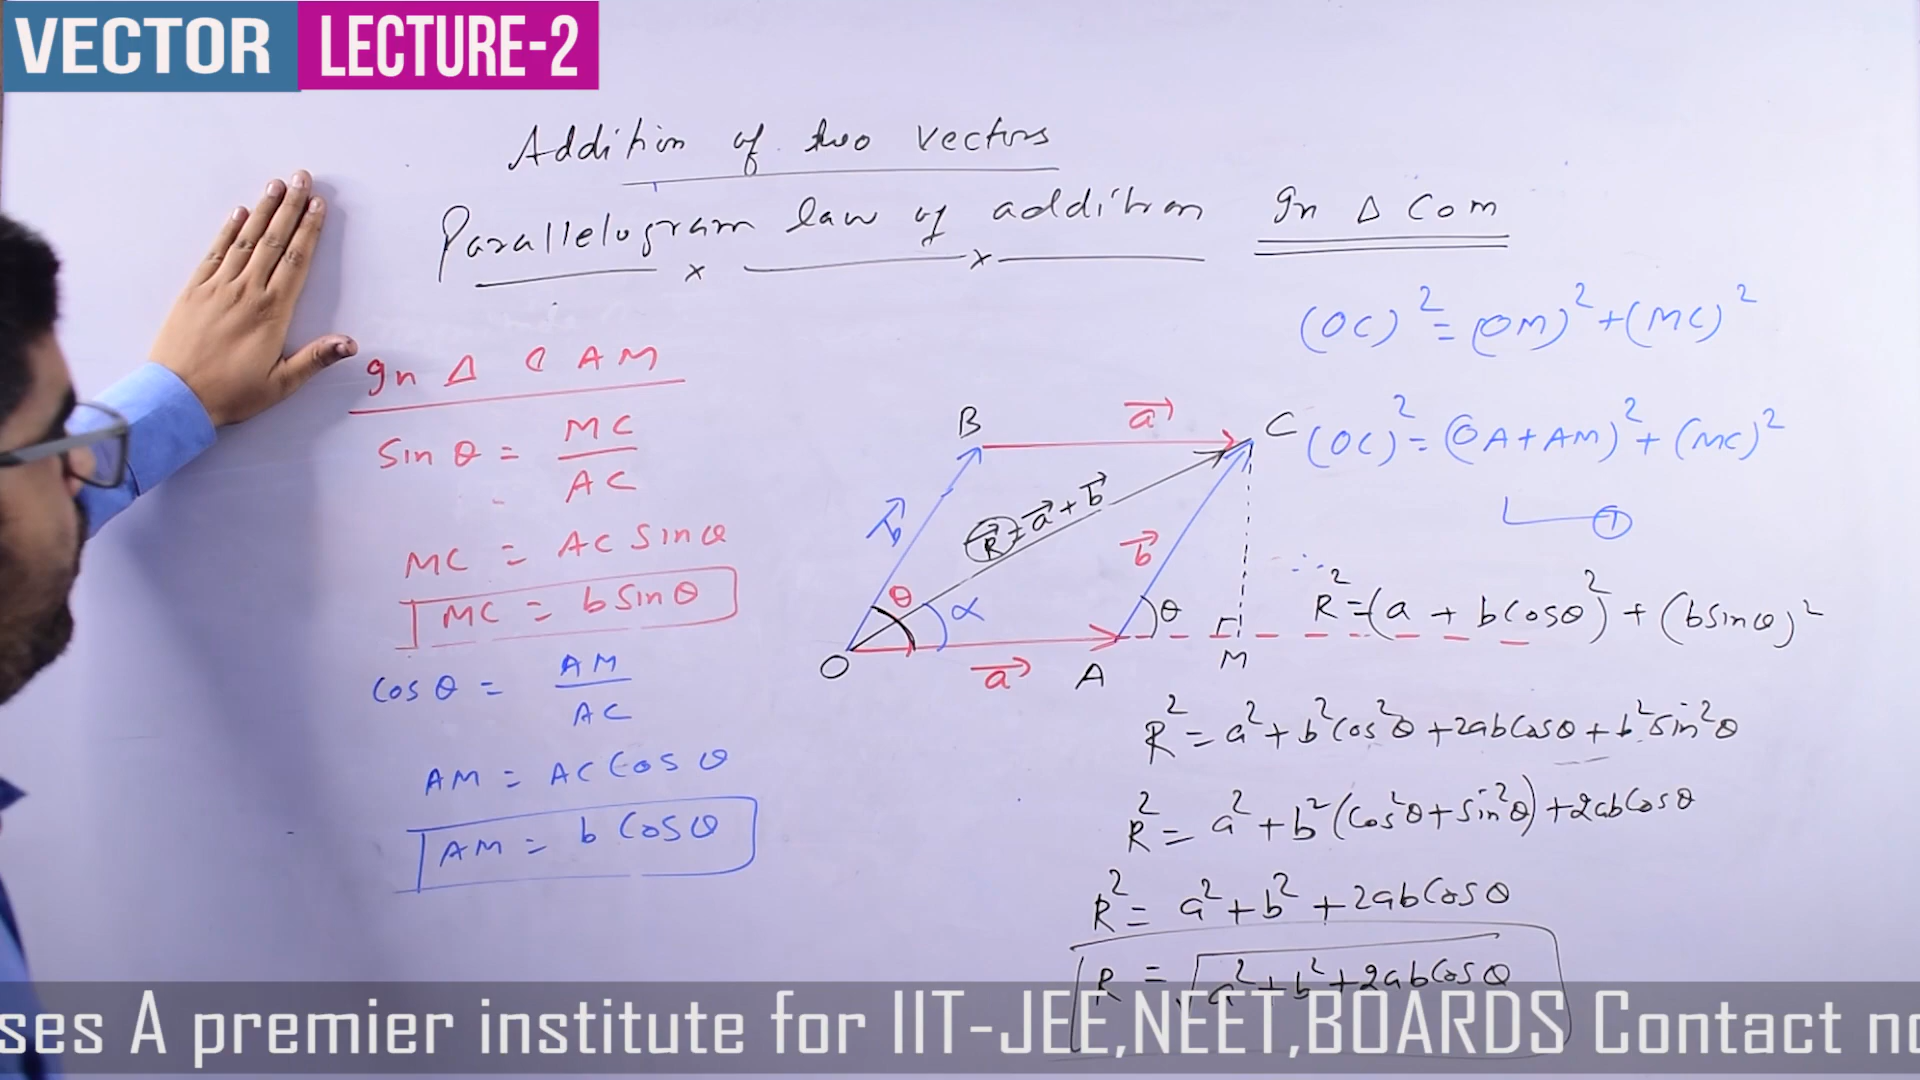 VECTOR LECTURE-2
Addition of two vectors
Parallelogram law of addition
In Δ CAM
Sin θ = MC / AC
MC = AC Sin θ
MC = b Sin θ
Cos θ = AM / AC
AM = AC Cos θ
AM = b Cos θ
B a⃗ C
b⃗ R⃗ = a⃗ + b⃗ b⃗
θ α θ
O a⃗ A M
In Δ COM
(OC)² = (OM)² + (MC)²
(OC)² = (OA + AM)² + (MC)²
①
R² = (a + b Cos θ)² + (b Sin θ)²
R² = a² + b² Cos² θ + 2ab Cos θ + b² Sin² θ
R² = a² + b² (Cos² θ + Sin² θ) + 2ab Cos θ
R² = a² + b² + 2ab Cos θ
R = √(a² + b² + 2ab Cos θ)
ses A premier institute for IIT-JEE,NEET,BOARDS Contact no